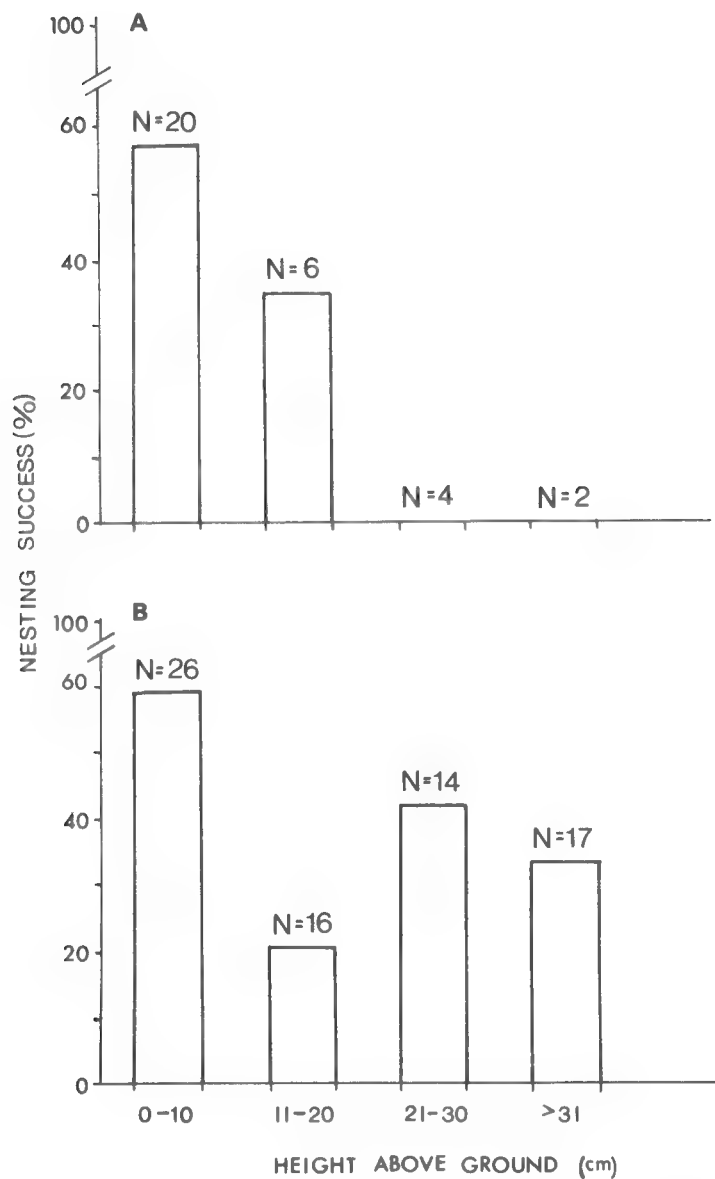 A
100
60
N=20
40
N=6
20
N=4 N=2
0
NESTING SUCCESS (%)
B
100
60
N=26
N=14
40
N=17
N=16
20
0
0-10 11-20 21-30 >31
HEIGHT ABOVE GROUND (cm)